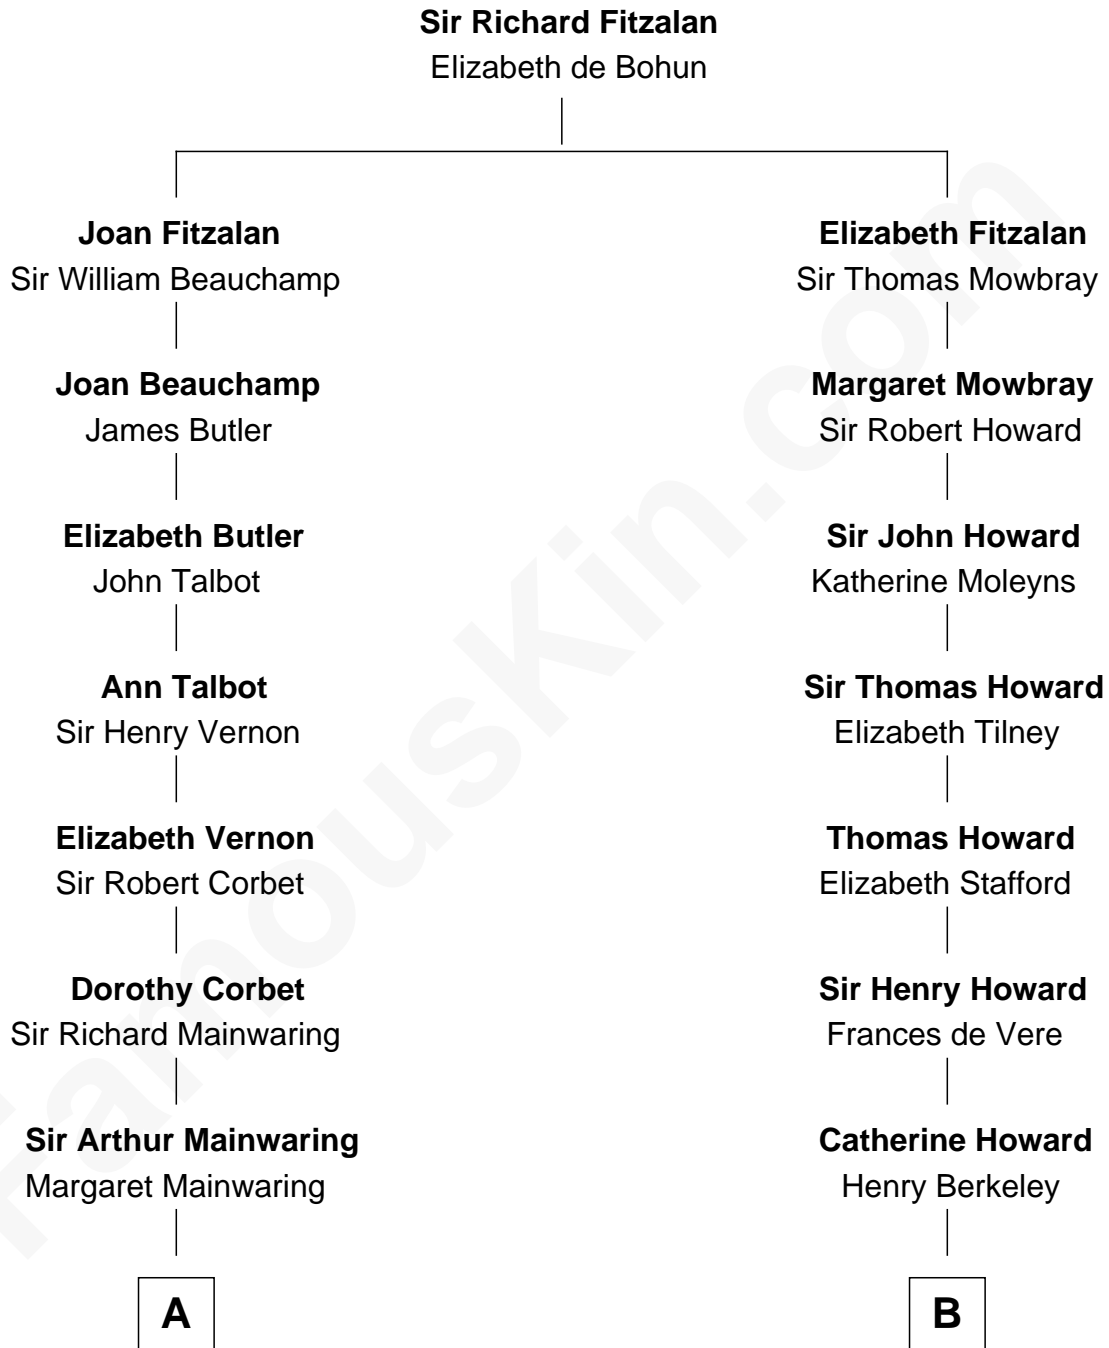 Sir Richard Fitzalan
Elizabeth de Bohun
Joan Fitzalan
Sir William Beauchamp
Elizabeth Fitzalan
Sir Thomas Mowbray
Joan Beauchamp
James Butler
Margaret Mowbray
Sir Robert Howard
Elizabeth Butler
John Talbot
Sir John Howard
Katherine Moleyns
Ann Talbot
Sir Henry Vernon
Sir Thomas Howard
Elizabeth Tilney
Elizabeth Vernon
Sir Robert Corbet
Thomas Howard
Elizabeth Stafford
Dorothy Corbet
Sir Richard Mainwaring
Sir Henry Howard
Frances de Vere
Sir Arthur Mainwaring
Margaret Mainwaring
Catherine Howard
Henry Berkeley
A
B
FamousKin.com